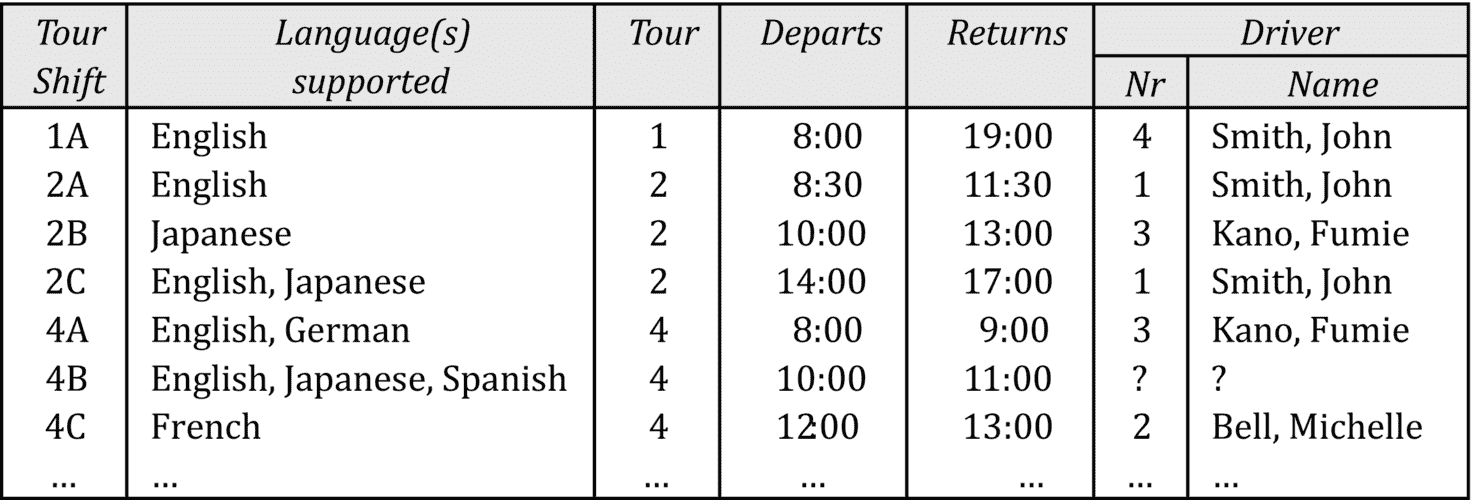 Tour Shift Language(s) supported Tour Departs Returns Driver
Nr Name
1A English 1 8:00 19:00 4 Smith, John
2A English 2 8:30 11:30 1 Smith, John
2B Japanese 2 10:00 13:00 3 Kano, Fumie
2C English, Japanese 2 14:00 17:00 1 Smith, John
4A English, German 4 8:00 9:00 3 Kano, Fumie
4B English, Japanese, Spanish 4 10:00 11:00 ? ?
4C French 4 12:00 13:00 2 Bell, Michelle
... ... ... ... ... ... ...